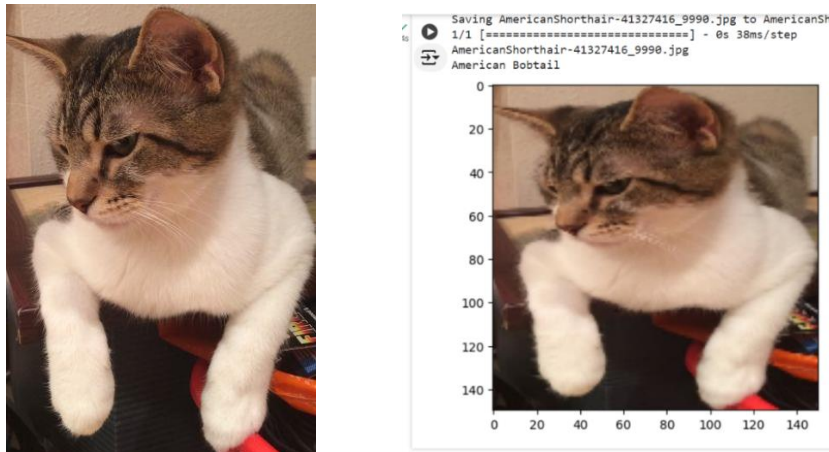 Saving AmericanShorthair-41327416_9990.jpg to AmericanSh
1/1 [==============================] - 0s 38ms/step
AmericanShorthair-41327416_9990.jpg
American Bobtail
0
20
40
60
80
100
120
140
0 20 40 60 80 100 120 140